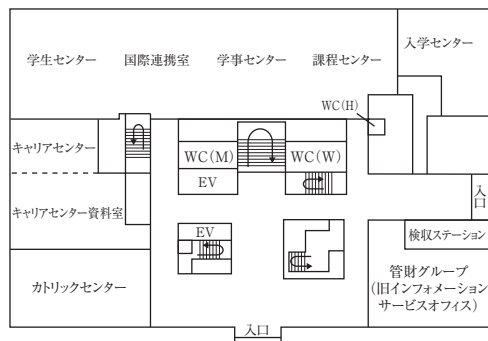 学生センター
国際連携室
学事センター
課程センター
入学センター
WC(H)
キャリアセンター
WC(M)
WC(W)
EV
入口
キャリアセンター資料室
EV
検収ステーション
カトリックセンター
管財グループ
(旧インフォメーション
サービスオフィス)
入口